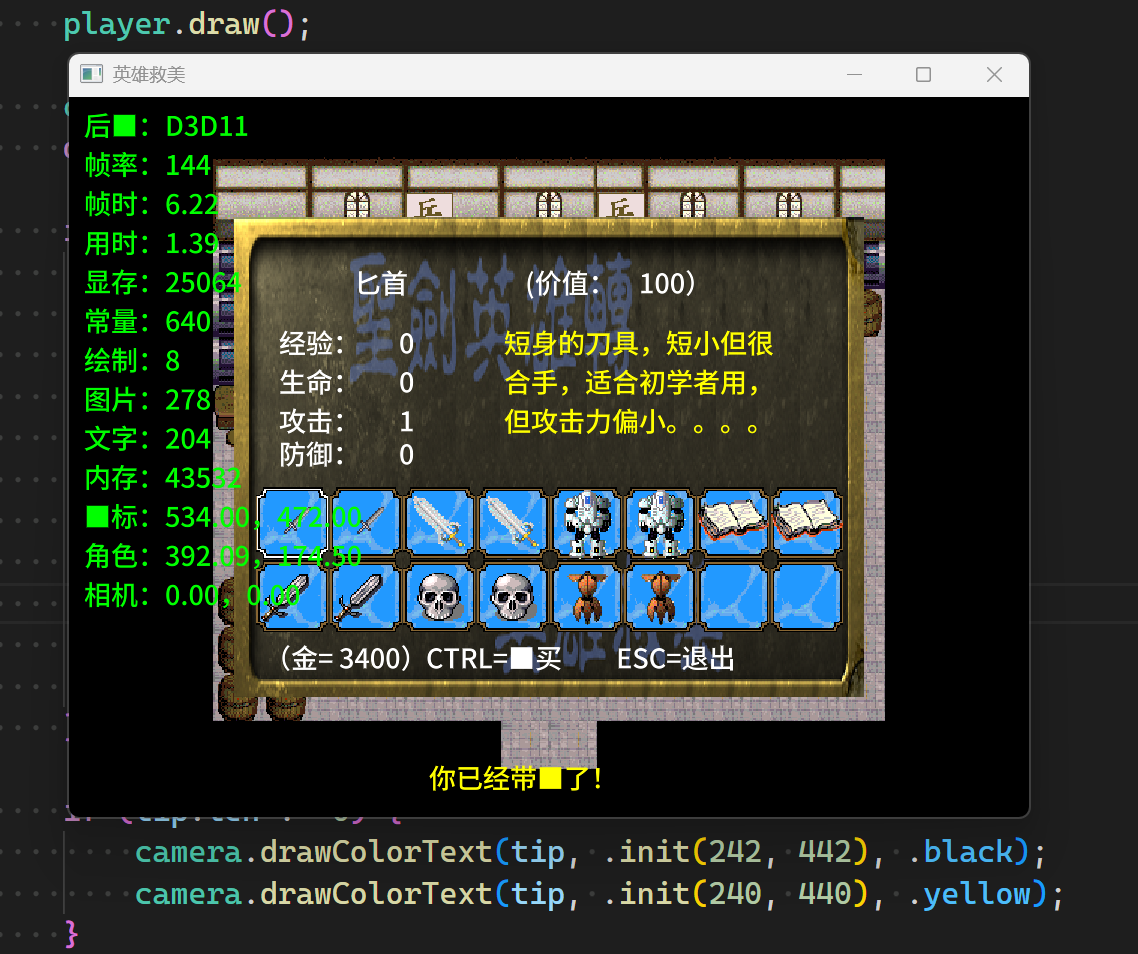 player.draw();
英雄救美
后■：D3D11
帧率：144
帧时：6.22
用时：1.39
显存：25064
常量：640
绘制：8
图片：278
文字：204
内存：43532
■标：534.00，472.00
角色：392.09，174.50
相机：0.00，0.00
聖劍英雄轉
匕首 （价值： 100）
经验： 0
生命： 0
攻击： 1
防御： 0
短身的刀具，短小但很
合手，适合初学者用，
但攻击力偏小。。。。
（金=3400）CTRL=■买 ESC=退出
你已经带■了！
camera.drawColorText(tip, .init(242, 442), .black);
camera.drawColorText(tip, .init(240, 440), .yellow);
}